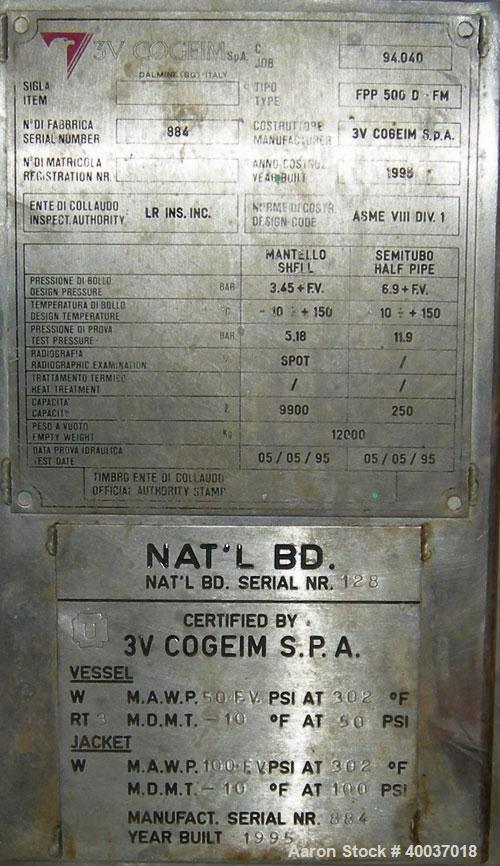 3V COGEIM S.p.A.
DALMINE (BG)-ITALY
C.
JOB
94.040
SIGLA
ITEM
TIPO
TYPE
FPP 500 D - FM
N° DI FABBRICA
SERIAL NUMBER
884
COSTRUTTORE
MANUFACTURER
3V COGEIM S.p.A.
N° DI MATRICOLA
REGISTRATION NR.
ANNO COSTRUZ.
YEAR BUILT
1995
ENTE DI COLLAUDO
INSPECT. AUTHORITY
LR INS. INC.
NORME DI COSTR.
DESIGN CODE
ASME VIII DIV. 1
MANTELLO
SHELL
SEMITUBO
HALF PIPE
PRESSIONE DI BOLLO
DESIGN PRESSURE BAR 3.45 + F.V. 6.9 + F.V.
TEMPERATURA DI BOLLO
DESIGN TEMPERATURE °C - 10 ÷ + 150 - 10 ÷ + 150
PRESSIONE DI PROVA
TEST PRESSURE BAR 5.18 11.9
RADIOGRAFIA
RADIOGRAPHIC EXAMINATION % SPOT /
TRATTAMENTO TERMICO
HEAT TREATMENT / /
CAPACITÀ
CAPACITY 9900 250
PESO A VUOTO
EMPTY WEIGHT Kg 12000
DATA PROVA IDRAULICA
TEST DATE 05 / 05 / 95 05 / 05 / 95
TIMBRO ENTE DI COLLAUDO
OFFICIAL AUTHORITY STAMP
NAT'L BD.
NAT'L BD. SERIAL NR. 128
U
CERTIFIED BY
3V COGEIM S.P.A.
VESSEL
W M.A.W.P. 50 F.V. PSI AT 302 °F
RT 3 M.D.M.T. -10 °F AT 50 PSI
JACKET
W M.A.W.P. 100 F.V. PSI AT 302 °F
M.D.M.T. -10 °F AT 100 PSI
MANUFACT. SERIAL NR. 884
YEAR BUILT 1995
Aaron Stock # 40037018